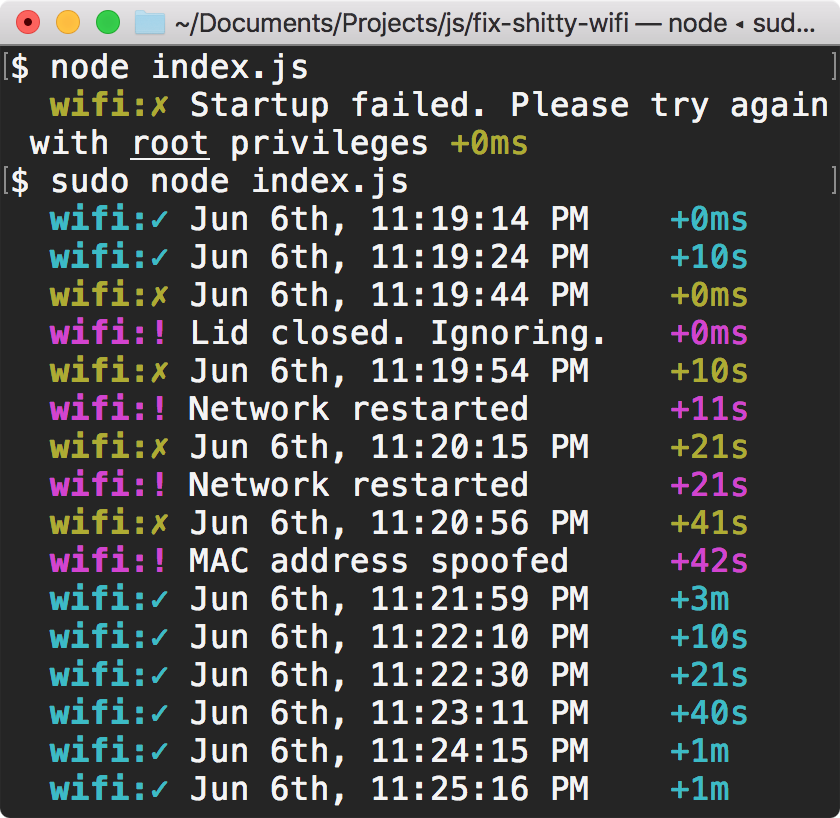 ~/Documents/Projects/js/fix-shitty-wifi — node ◂ sud...
[$ node index.js ]
wifi:✗ Startup failed. Please try again
with root privileges +0ms
[$ sudo node index.js ]
wifi:✓ Jun 6th, 11:19:14 PM +0ms
wifi:✓ Jun 6th, 11:19:24 PM +10s
wifi:✗ Jun 6th, 11:19:44 PM +0ms
wifi:! Lid closed. Ignoring. +0ms
wifi:✗ Jun 6th, 11:19:54 PM +10s
wifi:! Network restarted +11s
wifi:✗ Jun 6th, 11:20:15 PM +21s
wifi:! Network restarted +21s
wifi:✗ Jun 6th, 11:20:56 PM +41s
wifi:! MAC address spoofed +42s
wifi:✓ Jun 6th, 11:21:59 PM +3m
wifi:✓ Jun 6th, 11:22:10 PM +10s
wifi:✓ Jun 6th, 11:22:30 PM +21s
wifi:✓ Jun 6th, 11:23:11 PM +40s
wifi:✓ Jun 6th, 11:24:15 PM +1m
wifi:✓ Jun 6th, 11:25:16 PM +1m